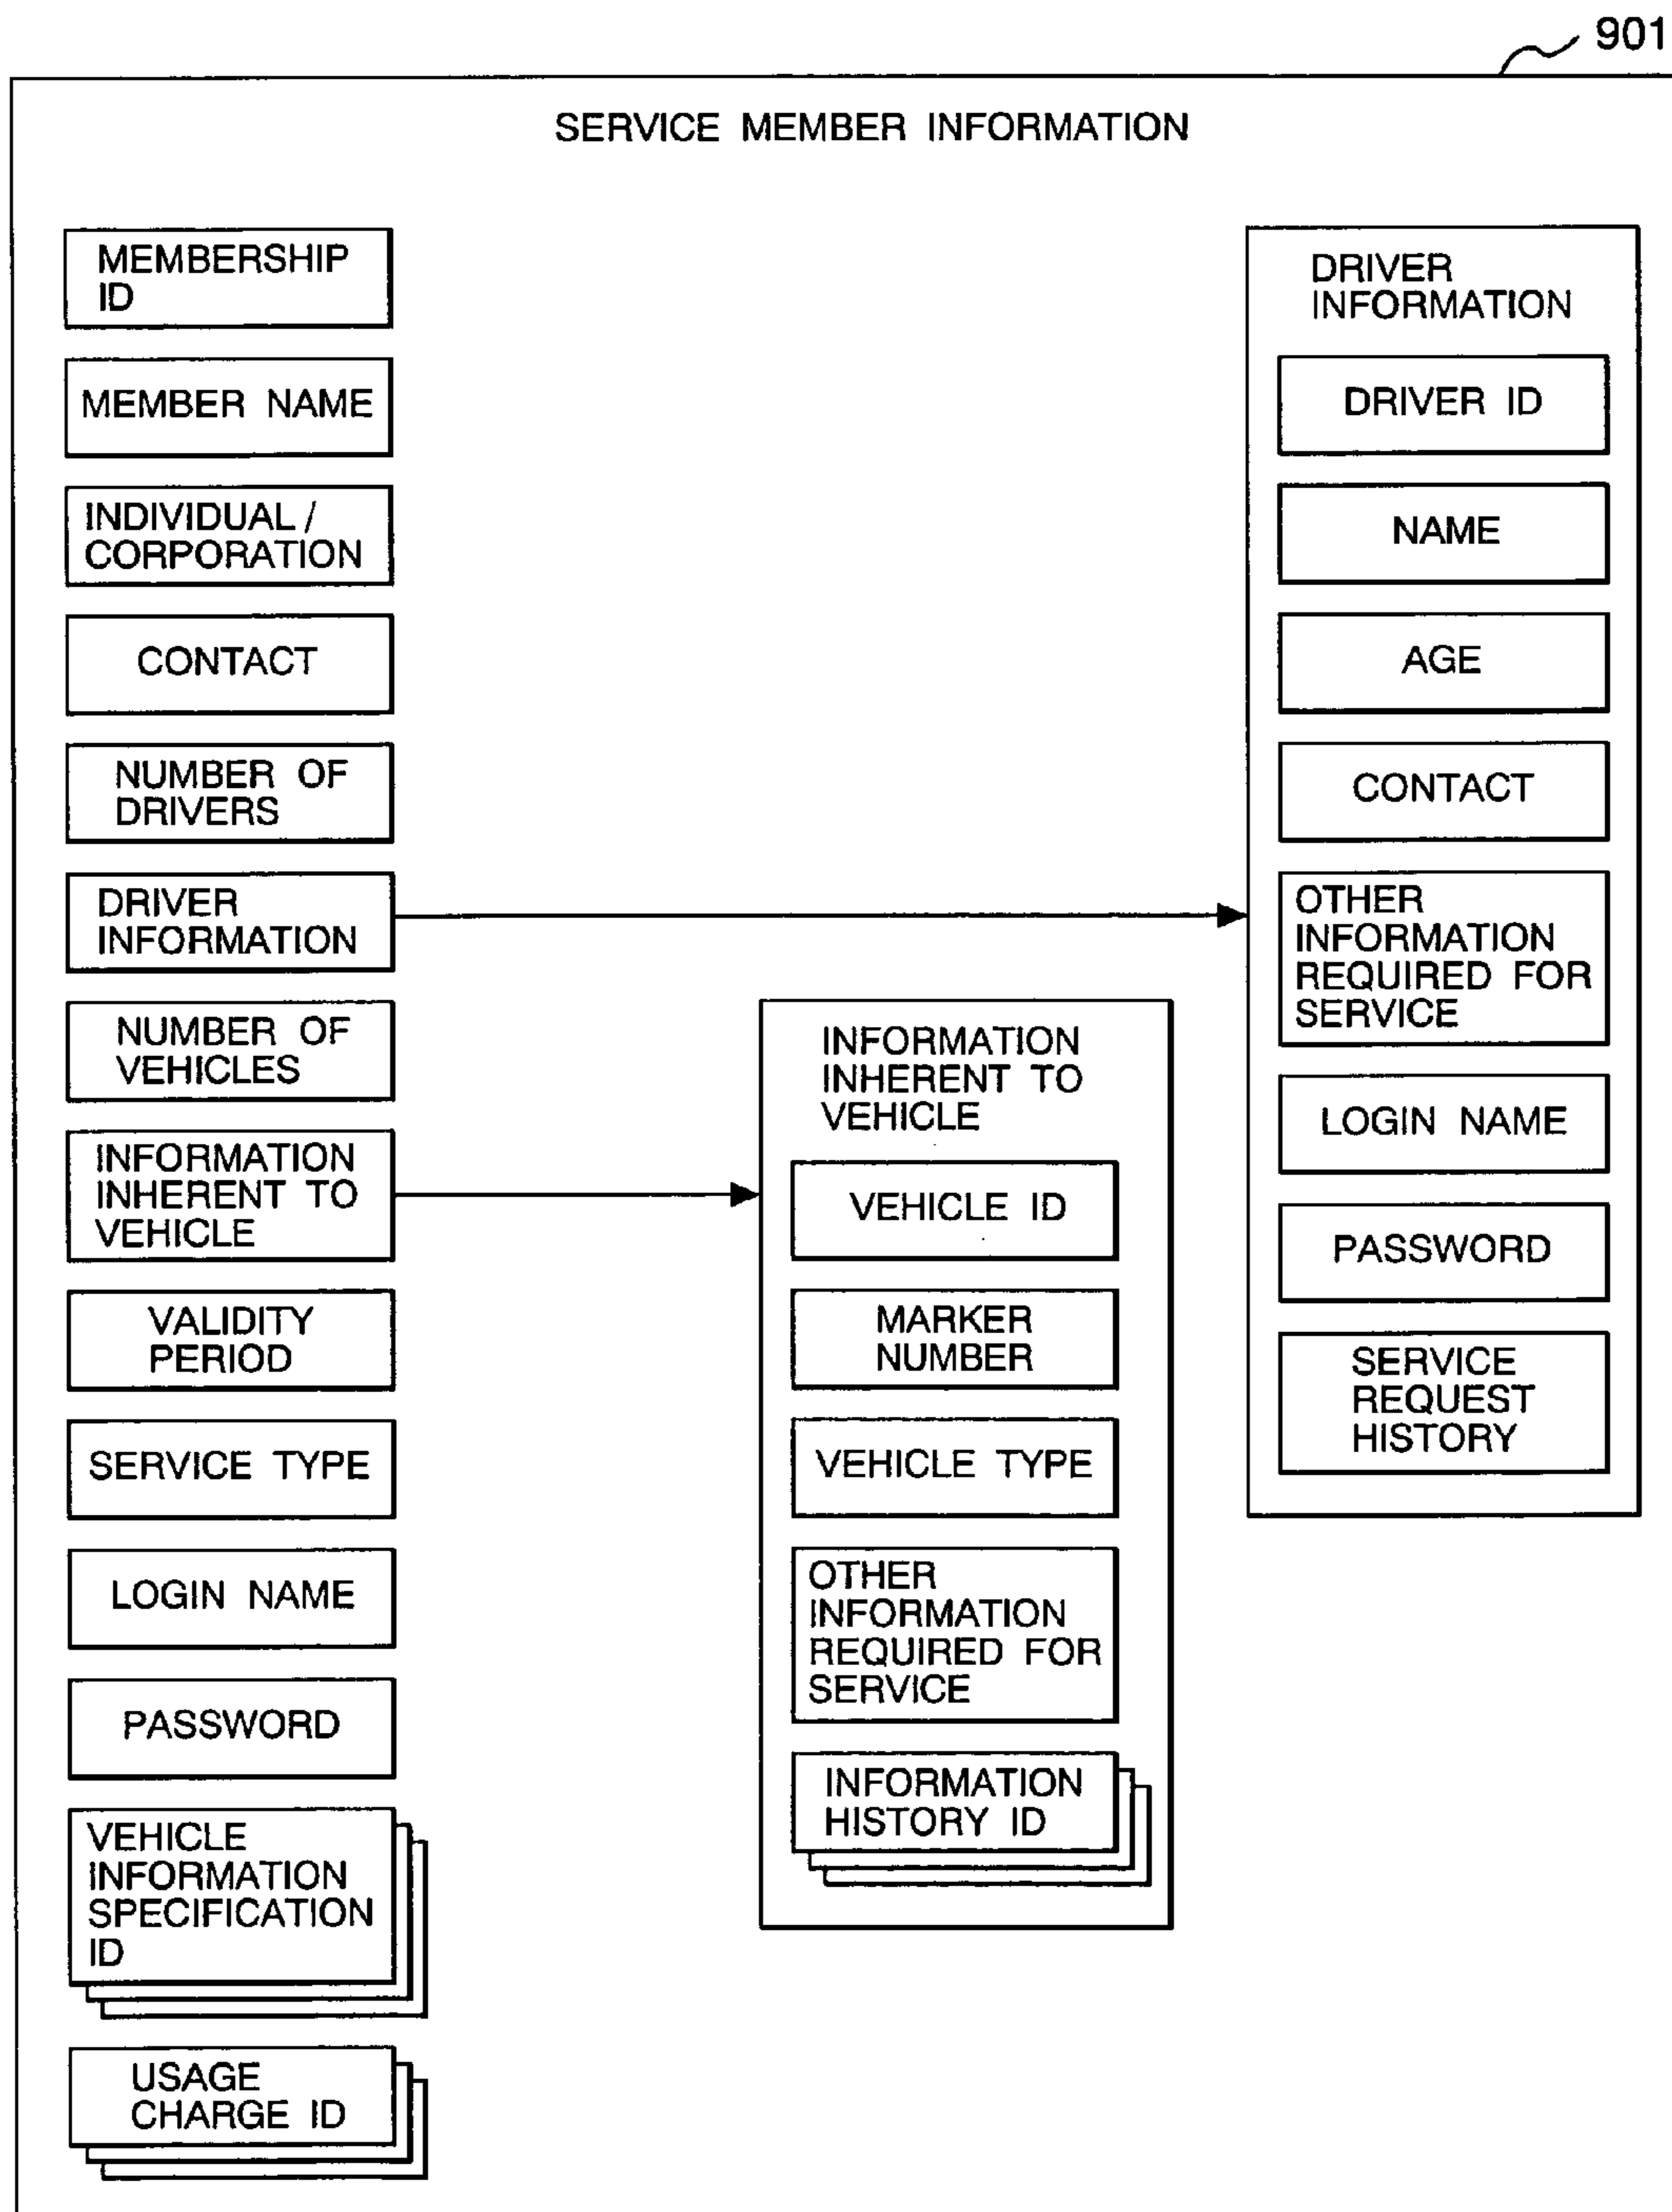 901
SERVICE MEMBER INFORMATION
MEMBERSHIP
ID
MEMBER NAME
INDIVIDUAL /
CORPORATION
CONTACT
NUMBER OF
DRIVERS
DRIVER
INFORMATION
NUMBER OF
VEHICLES
INFORMATION
INHERENT TO
VEHICLE
VALIDITY
PERIOD
SERVICE TYPE
LOGIN NAME
PASSWORD
VEHICLE
INFORMATION
SPECIFICATION
ID
USAGE
CHARGE ID
INFORMATION
INHERENT TO
VEHICLE
VEHICLE ID
MARKER
NUMBER
VEHICLE TYPE
OTHER
INFORMATION
REQUIRED FOR
SERVICE
INFORMATION
HISTORY ID
DRIVER
INFORMATION
DRIVER ID
NAME
AGE
CONTACT
OTHER
INFORMATION
REQUIRED FOR
SERVICE
LOGIN NAME
PASSWORD
SERVICE
REQUEST
HISTORY